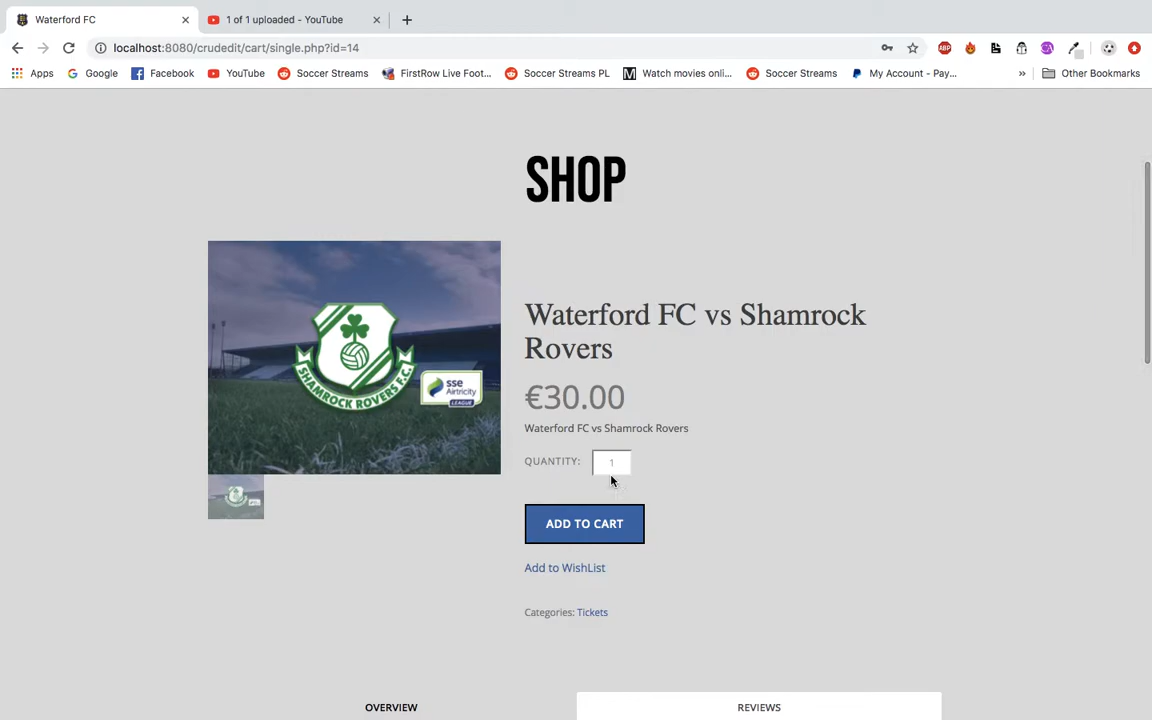 Waterford FC
1 of 1 uploaded - YouTube
localhost:8080/crudedit/cart/single.php?id=14
ABP
Apps
Google
Facebook
YouTube
Soccer Streams
FirstRow Live Foot...
Soccer Streams PL
Watch movies onli...
Soccer Streams
My Account - Pay...
»
Other Bookmarks
SHOP
SHAMROCK ROVERS F.C.
sse
Airtricity
LEAGUE
Waterford FC vs Shamrock
Rovers
€30.00
Waterford FC vs Shamrock Rovers
QUANTITY: 1
ADD TO CART
Add to WishList
Categories: Tickets
OVERVIEW
REVIEWS